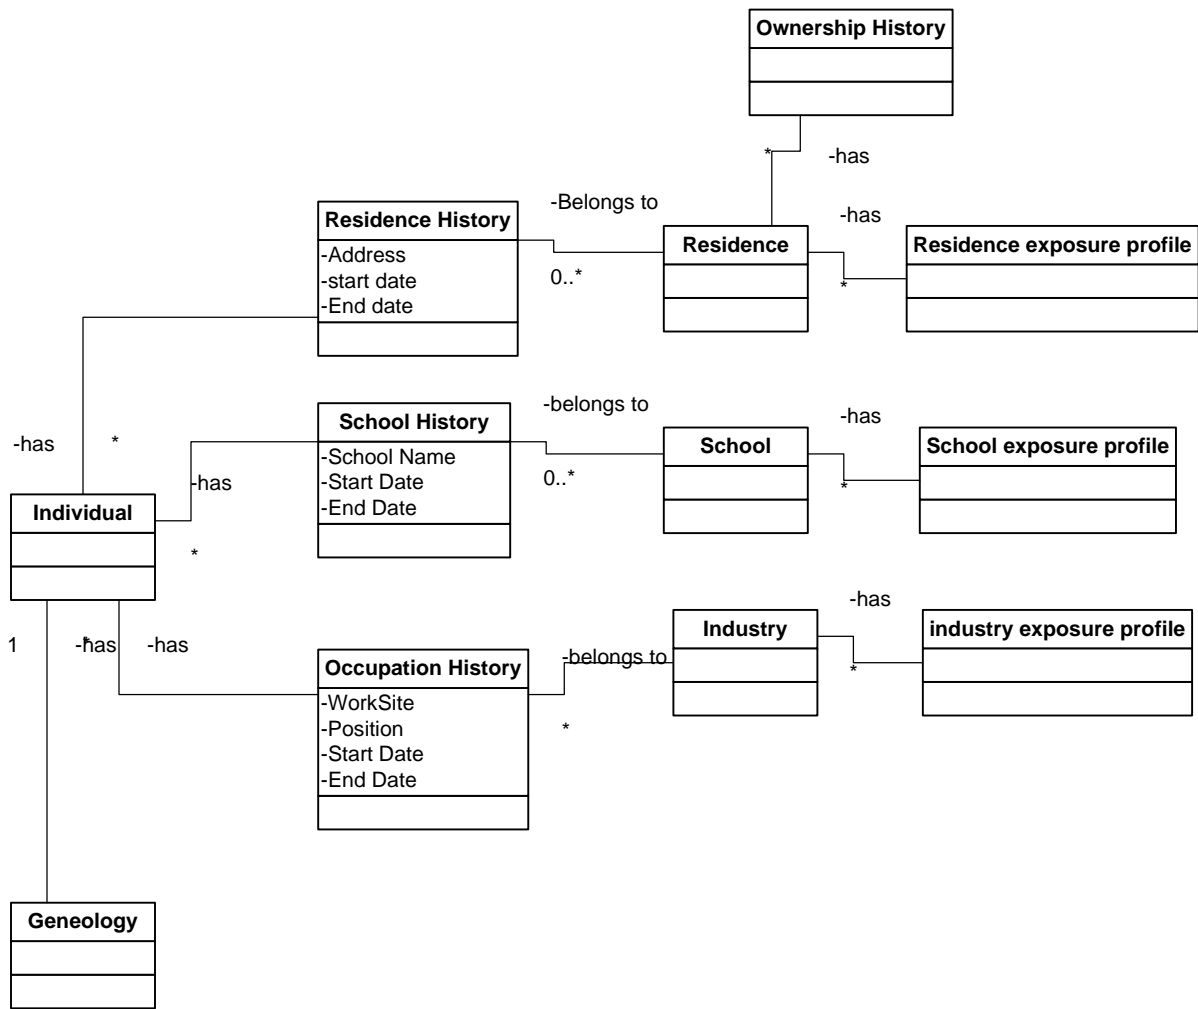 Ownership History
*
-has
Residence History
-Address
-start date
-End date
-Belongs to
0..*
Residence
-has
*
Residence exposure profile
-has
*
School History
-School Name
-Start Date
-End Date
-belongs to
0..*
School
-has
*
School exposure profile
-has
*
Individual
1
-has
*
-has
Occupation History
-WorkSite
-Position
-Start Date
-End Date
-belongs to
*
Industry
-has
*
industry exposure profile
Geneology